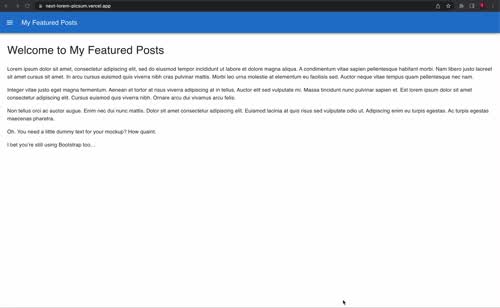 next-lorem-picsum.vercel.app
My Featured Posts
Welcome to My Featured Posts
Lorem ipsum dolor sit amet, consectetur adipiscing elit, sed do eiusmod tempor incididunt ut labore et dolore magna aliqua. A condimentum vitae sapien pellentesque habitant morbi. Nam libero justo laoreet
sit amet cursus sit amet. In arcu cursus euismod quis viverra nibh cras pulvinar mattis. Morbi leo urna molestie at elementum eu facilisis sed. Auctor neque vitae tempus quam pellentesque nec nam.
Integer vitae justo eget magna fermentum. Aenean et tortor at risus viverra adipiscing at in tellus. Auctor elit sed vulputate mi. Massa tincidunt nunc pulvinar sapien et. Est lorem ipsum dolor sit amet
consectetur adipiscing elit. Cursus euismod quis viverra nibh. Ornare arcu dui vivamus arcu felis.
Non tellus orci ac auctor augue. Enim nec dui nunc mattis. Dolor sit amet consectetur adipiscing elit. Euismod lacinia at quis risus sed vulputate odio ut. Adipiscing enim eu turpis egestas. Ac turpis egestas
maecenas pharetra.
Oh. You need a little dummy text for your mockup? How quaint.
I bet you're still using Bootstrap too...